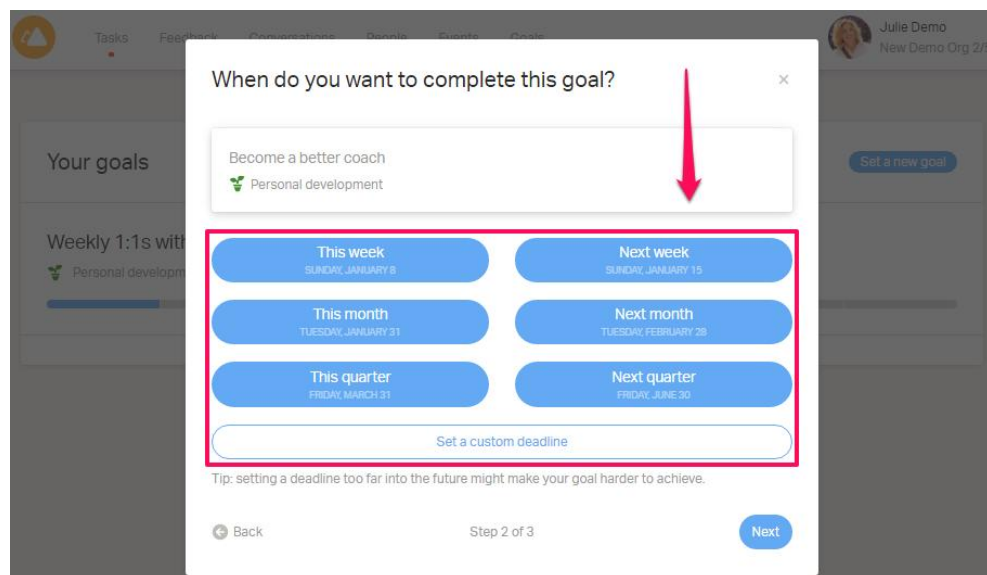 Tasks Feedback Conversations People Events Goals
Julie Demo
New Demo Org 2/
When do you want to complete this goal?
×
Become a better coach
Personal development
Your goals
Set a new goal
Weekly 1:1s with
Personal developm
This week
SUNDAY, JANUARY 8
Next week
SUNDAY, JANUARY 15
This month
TUESDAY, JANUARY 31
Next month
TUESDAY, FEBRUARY 28
This quarter
FRIDAY, MARCH 31
Next quarter
FRIDAY, JUNE 30
Set a custom deadline
Tip: setting a deadline too far into the future might make your goal harder to achieve.
Back
Step 2 of 3
Next